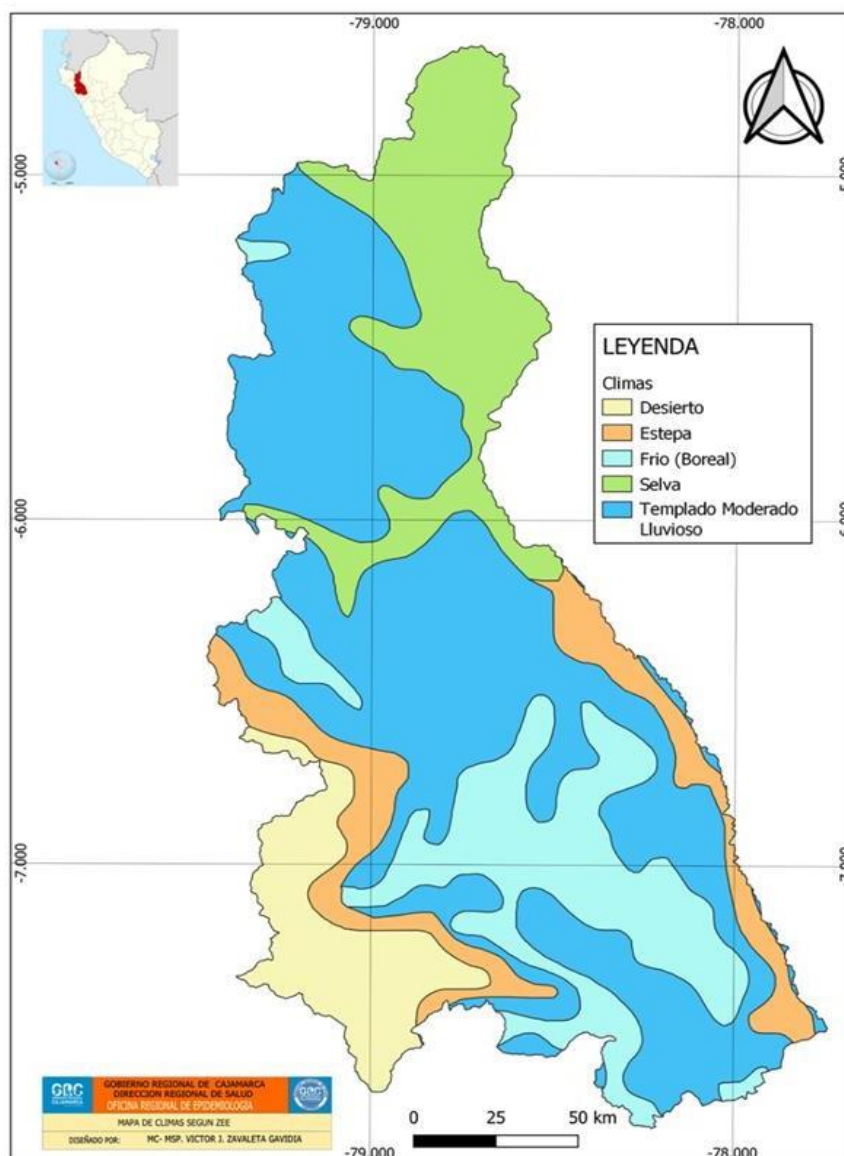 -79.000
-78.000
-5.000
-5.000
LEYENDA
Climas
Desierto
Estepa
Frio (Boreal)
Selva
Templado Moderado
Lluvioso
-6.000
-6.000
-7.000
-7.000
GRC
CAJAMARCA
GOBIERNO REGIONAL DE CAJAMARCA
DIRECCION REGIONAL DE SALUD
OFICINA REGIONAL DE EPIDEMIOLOGIA
MAPA DE CLIMAS SEGUN ZEE
DISEÑADO POR: MC- MSP. VICTOR J. ZAVALETA GAVIDIA
0 25 50 km
-79.000
-78.000